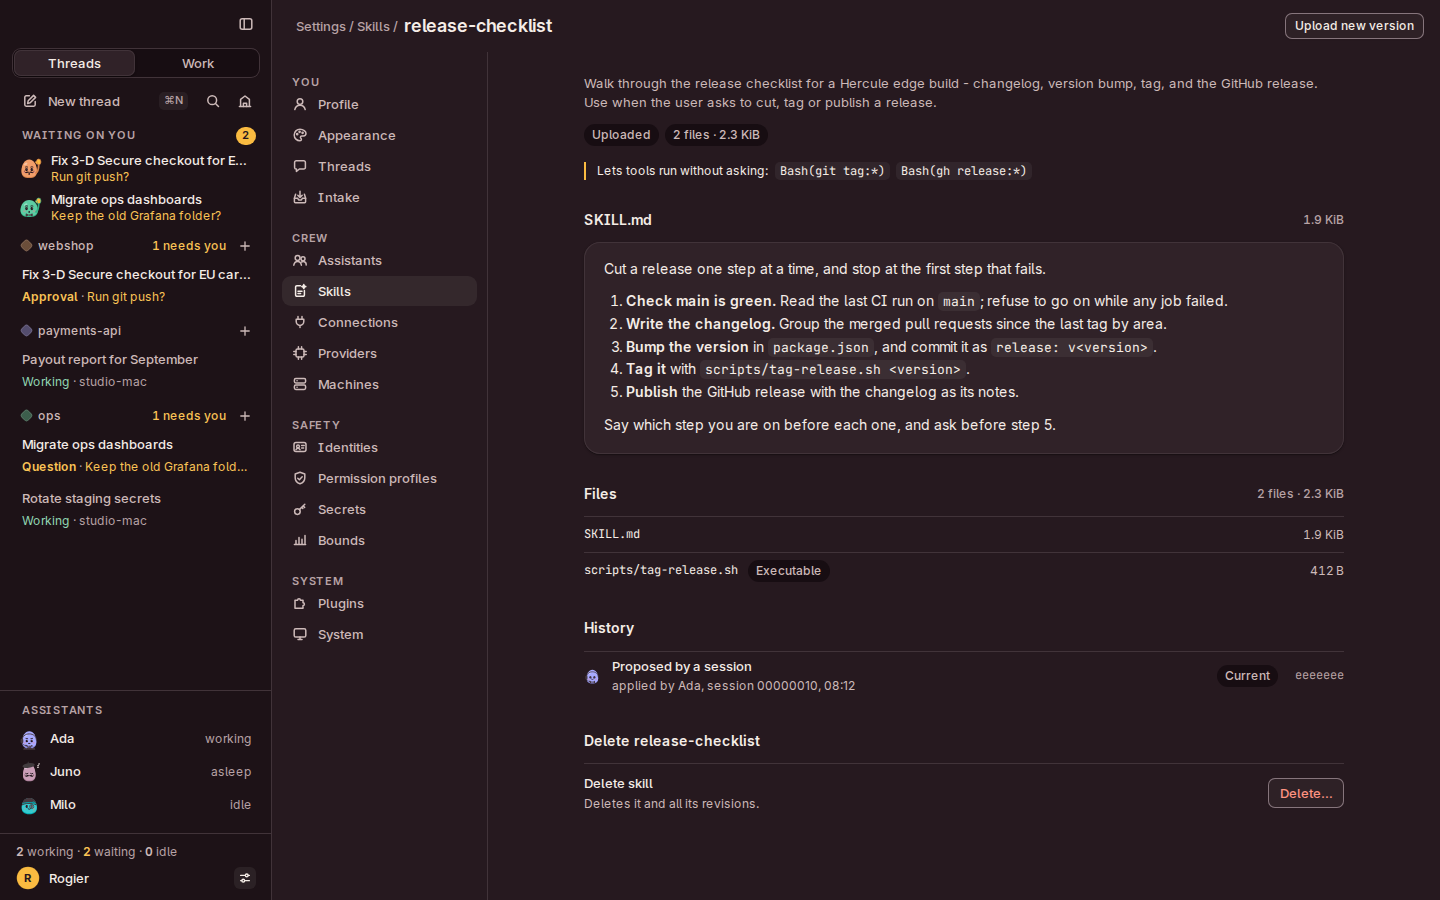 Threads
Work
New thread
⌘N
WAITING ON YOU
2
Fix 3-D Secure checkout for E...
Run git push?
Migrate ops dashboards
Keep the old Grafana folder?
webshop
1 needs you
Fix 3-D Secure checkout for EU car...
Approval · Run git push?
payments-api
Payout report for September
Working · studio-mac
ops
1 needs you
Migrate ops dashboards
Question · Keep the old Grafana fold...
Rotate staging secrets
Working · studio-mac
ASSISTANTS
Ada
working
Juno
asleep
Milo
idle
2 working · 2 waiting · 0 idle
R
Rogier
Settings / Skills / release-checklist
Upload new version
YOU
Profile
Appearance
Threads
Intake
CREW
Assistants
Skills
Connections
Providers
Machines
SAFETY
Identities
Permission profiles
Secrets
Bounds
SYSTEM
Plugins
System
Walk through the release checklist for a Hercule edge build - changelog, version bump, tag, and the GitHub release.
Use when the user asks to cut, tag or publish a release.
Uploaded
2 files · 2.3 KiB
Lets tools run without asking: Bash(git tag:*) Bash(gh release:*)
SKILL.md
1.9 KiB
Cut a release one step at a time, and stop at the first step that fails.
1. Check main is green. Read the last CI run on main; refuse to go on while any job failed.
2. Write the changelog. Group the merged pull requests since the last tag by area.
3. Bump the version in package.json, and commit it as release: v<version>.
4. Tag it with scripts/tag-release.sh <version>.
5. Publish the GitHub release with the changelog as its notes.
Say which step you are on before each one, and ask before step 5.
Files
2 files · 2.3 KiB
SKILL.md
1.9 KiB
scripts/tag-release.sh
Executable
412 B
History
Proposed by a session
applied by Ada, session 00000010, 08:12
Current
eeeeeee
Delete release-checklist
Delete skill
Deletes it and all its revisions.
Delete...